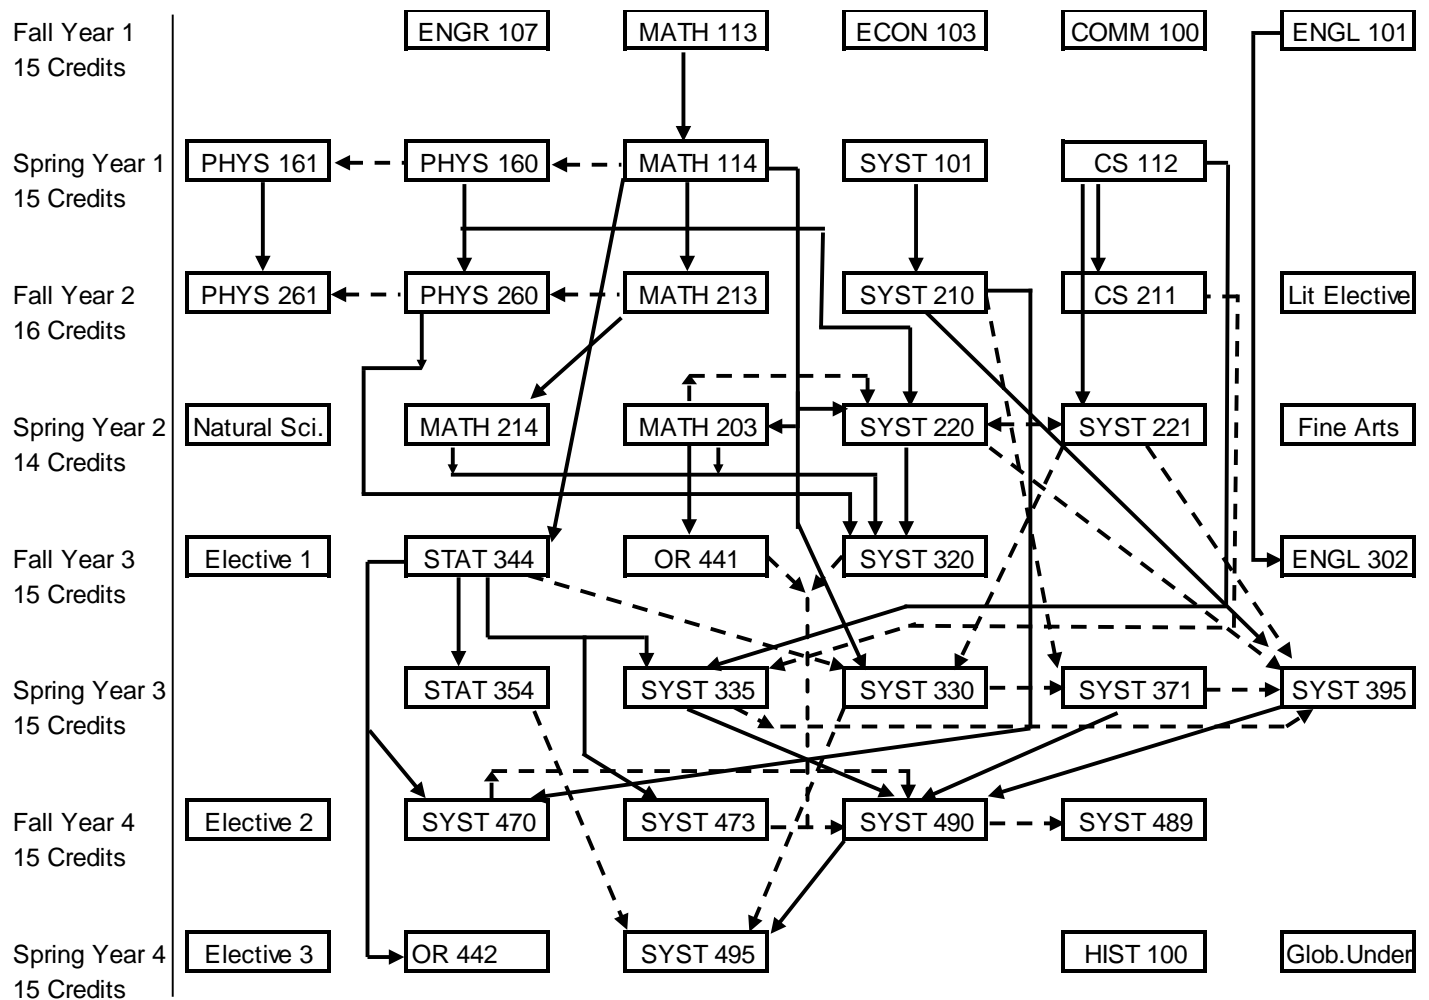 Fall Year 1
15 Credits
ENGR 107
MATH 113
ECON 103
COMM 100
ENGL 101
Spring Year 1
15 Credits
PHYS 161
PHYS 160
MATH 114
SYST 101
CS 112
Fall Year 2
16 Credits
PHYS 261
PHYS 260
MATH 213
SYST 210
CS 211
Lit Elective
Spring Year 2
14 Credits
Natural Sci.
MATH 214
MATH 203
SYST 220
SYST 221
Fine Arts
Fall Year 3
15 Credits
Elective 1
STAT 344
OR 441
SYST 320
ENGL 302
Spring Year 3
15 Credits
STAT 354
SYST 335
SYST 330
SYST 371
SYST 395
Fall Year 4
15 Credits
Elective 2
SYST 470
SYST 473
SYST 490
SYST 489
Spring Year 4
15 Credits
Elective 3
OR 442
SYST 495
HIST 100
Glob.Under